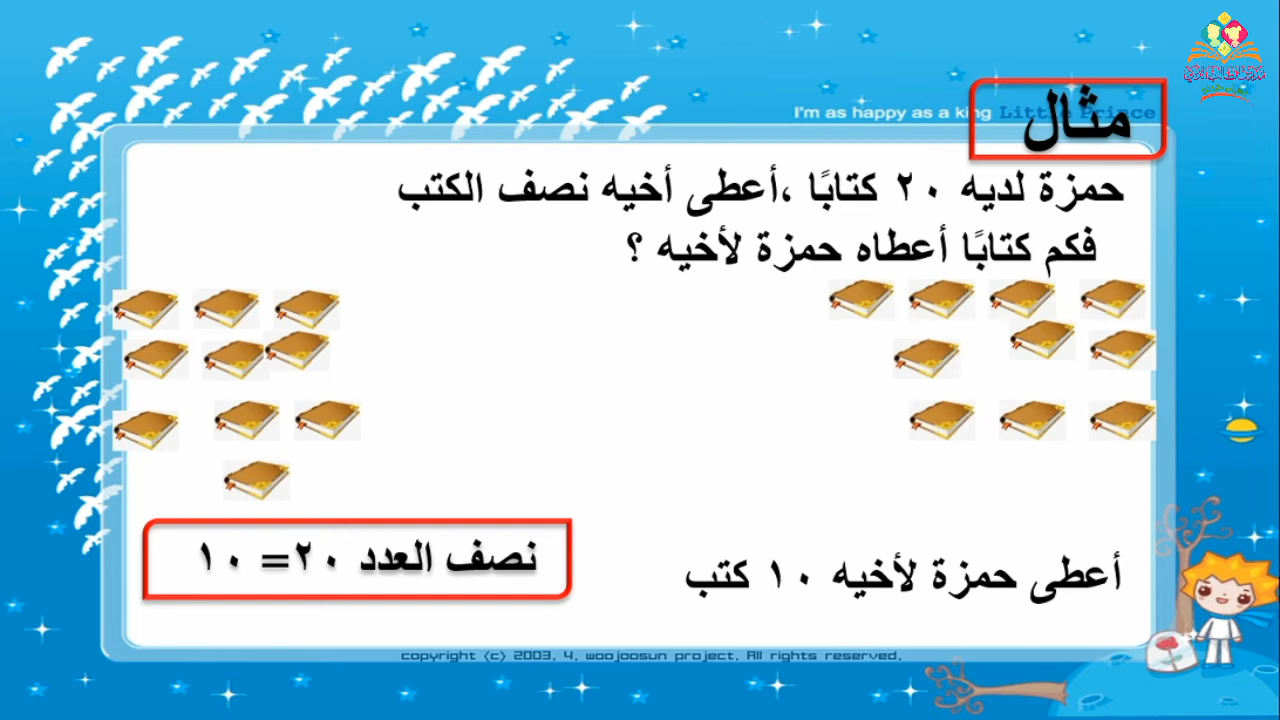 I'm as happy as a king Little Prince
مثال
حمزة لديه ٢٠ كتابًا ،أعطى أخيه نصف الكتب
فكم كتابًا أعطاه حمزة لأخيه ؟
نصف العدد ٢٠= ١٠
أعطى حمزة لأخيه ١٠ كتب
copyright (c) 2003, 4, woojoosun project, All rights reserved,